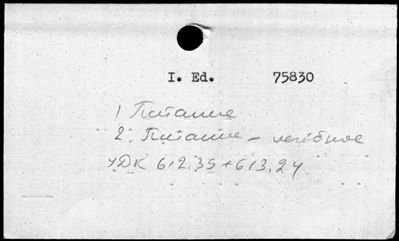 I. Ed. 75830
1 Питание
2. Питание – лечебное
УДК 612.39+613.24